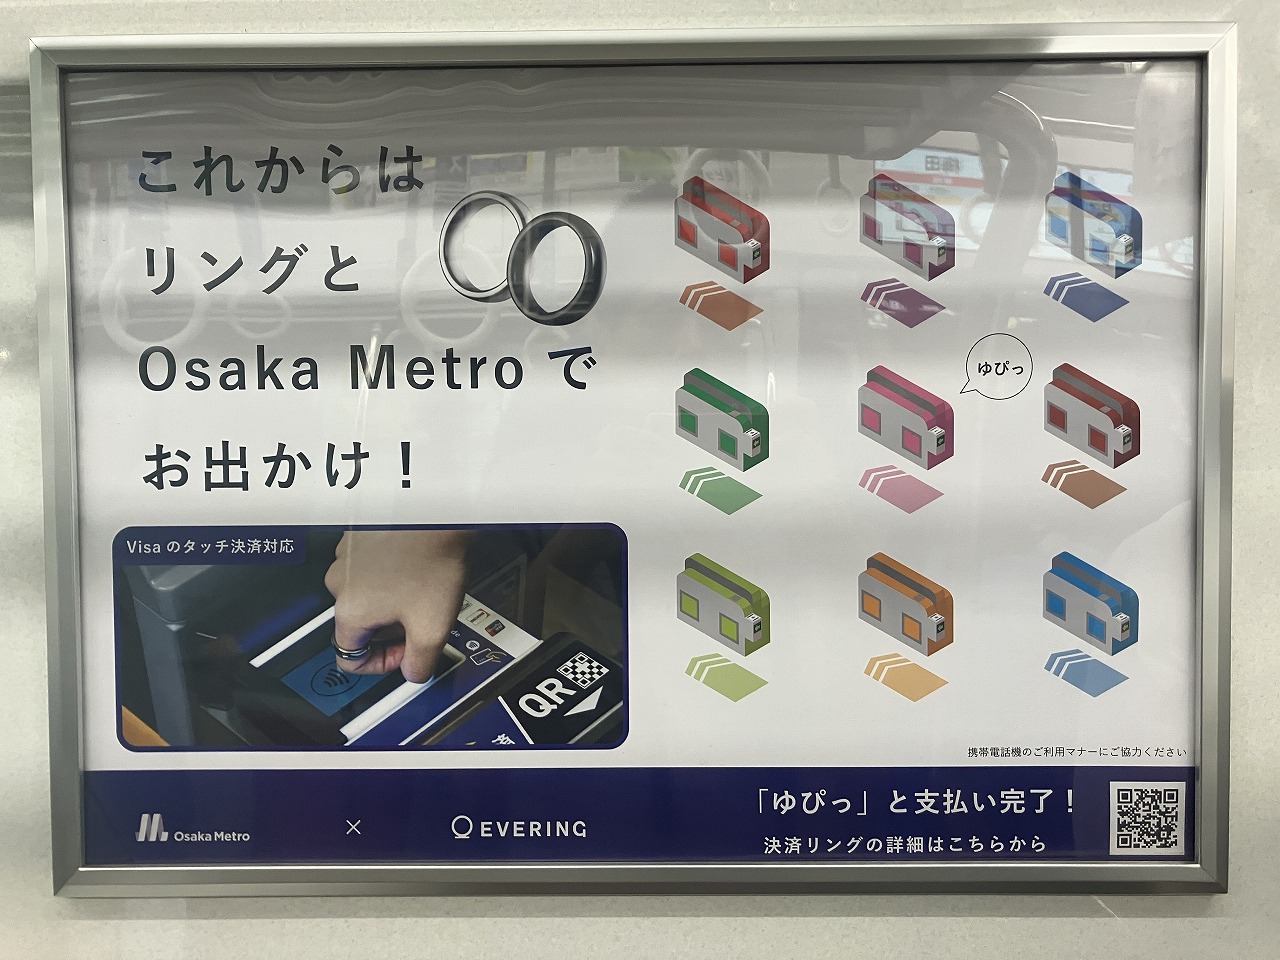 これからは
リングと
Osaka Metro で
お出かけ！
ゆぴっ
Visa のタッチ決済対応
QR
携帯電話機のご利用マナーにご協力ください
Osaka Metro
×
EVERING
「ゆぴっ」と支払い完了！
決済リングの詳細はこちらから